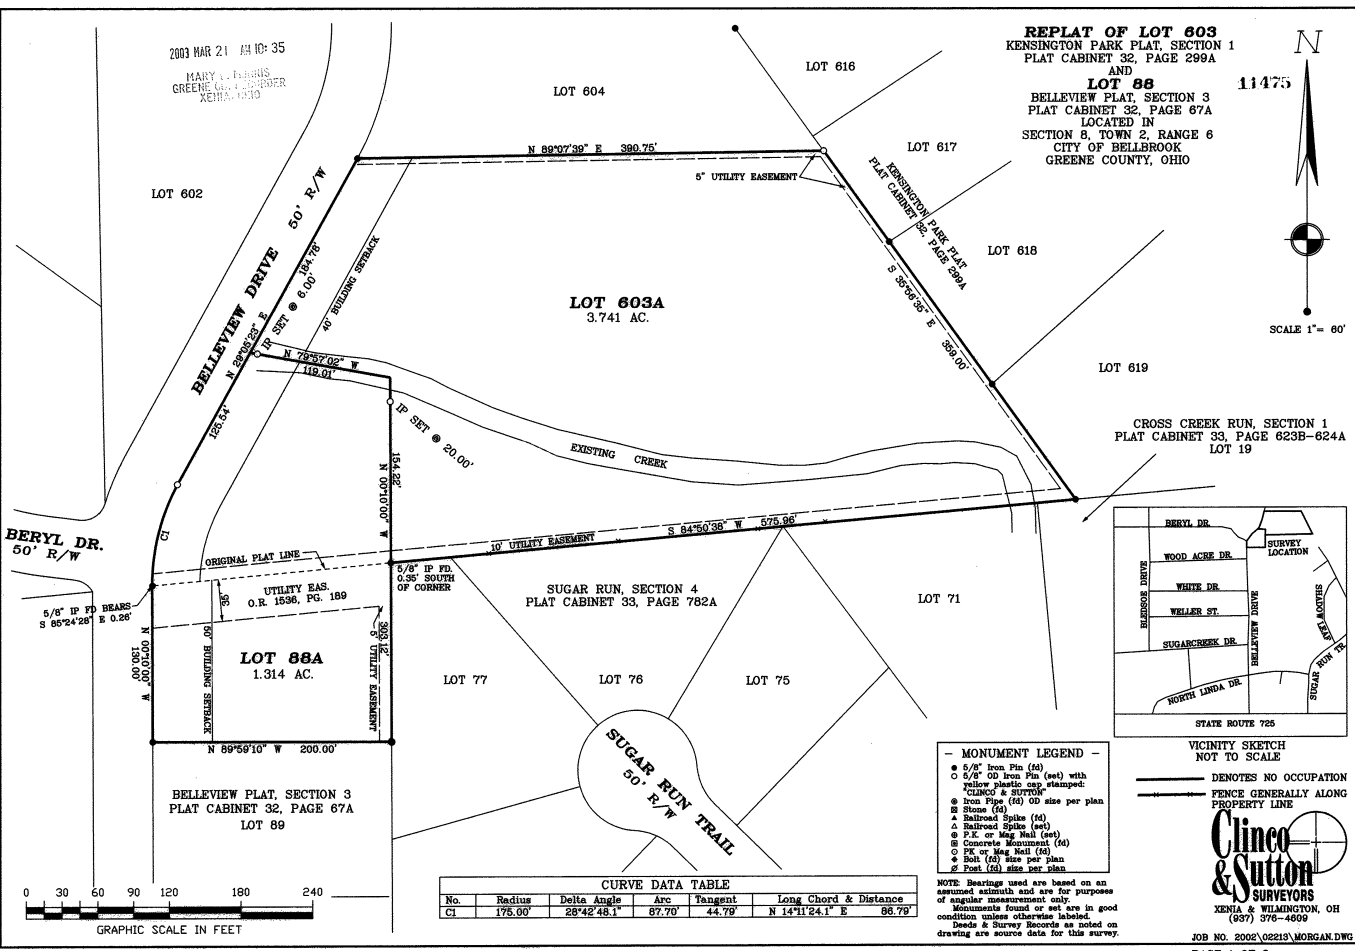 2003 MAR 21 AM 10: 35
GREENE
XENIA, OHIO
REPLAT OF LOT 603
KENSINGTON PARK PLAT, SECTION 1
PLAT CABINET 32, PAGE 299A
AND
LOT 88
BELLEVIEW PLAT, SECTION 3
PLAT CABINET 32, PAGE 67A
LOCATED IN
SECTION 8, TOWN 2, RANGE 6
CITY OF BELLBROOK
GREENE COUNTY, OHIO
11475
N
SCALE 1"= 60'
LOT 616
LOT 604
LOT 617
LOT 602
N 89°07'39" E 390.75'
5" UTILITY EASEMENT
KENSINGTON PARK PLAT
PLAT CABINET 32, PAGE 299A
LOT 618
BELLEVIEW DRIVE 50' R/W
184.78'
N 29°05'23" E
IP SET @ 6.00'
40' BUILDING SETBACK
LOT 603A
3.741 AC.
S 35°56'35" E
359.00'
LOT 619
N 79°57'02" W
119.01'
125.54'
IP SET @ 20.00'
EXISTING CREEK
CROSS CREEK RUN, SECTION 1
PLAT CABINET 33, PAGE 623B-624A
LOT 19
154.22'
N 00°10'00" W
S 84°50'38" W 575.96'
10' UTILITY EASEMENT
BERYL DR.
50' R/W
C1
ORIGINAL PLAT LINE
5/8" IP FD.
0.35' SOUTH
OF CORNER
UTILITY EAS.
O.R. 1536, PG. 189
35'
5/8" IP FD BEARS
S 85°24'28" E 0.26'
SUGAR RUN, SECTION 4
PLAT CABINET 33, PAGE 782A
LOT 71
N 00°10'00" W
130.00'
50' BUILDING SETBACK
LOT 88A
1.314 AC.
303.12'
5' UTILITY EASEMENT
LOT 77
LOT 76
LOT 75
N 89°59'10" W 200.00'
SUGAR RUN TRAIL
50' R/W
BELLEVIEW PLAT, SECTION 3
PLAT CABINET 32, PAGE 67A
LOT 89
BERYL DR.
SURVEY
LOCATION
WOOD ACRE DR.
WHITE DR.
WELLER ST.
SUGARCREEK DR.
NORTH LINDA DR.
BLEDSOE DRIVE
BELLEVIEW DRIVE
SHADOW LEAF
SUGAR RUN TR.
STATE ROUTE 725
VICINITY SKETCH
NOT TO SCALE
DENOTES NO OCCUPATION
FENCE GENERALLY ALONG
PROPERTY LINE
- MONUMENT LEGEND -
5/8" Iron Pin (fd)
5/8" OD Iron Pin (set) with
yellow plastic cap stamped:
"CLINCO & SUTTON"
Iron Pipe (fd) OD size per plan
Stone (fd)
Railroad Spike (fd)
Railroad Spike (set)
P.K. or Mag Nail (set)
Concrete Monument (fd)
PK or Mag Nail (fd)
Bolt (fd) size per plan
Post (fd) size per plan
NOTE: Bearings used are based on an
assumed azimuth and are for purposes
of angular measurement only.
Monuments found or set are in good
condition unless otherwise labeled.
Deeds & Survey Records as noted on
drawing are source data for this survey.
Clinco
& Sutton
SURVEYORS
XENIA & WILMINGTON, OH
(937) 376-4609
JOB NO. 2002\02213\MORGAN.DWG
0 30 60 90 120 180 240
GRAPHIC SCALE IN FEET
CURVE DATA TABLE
No. Radius Delta Angle Arc Tangent Long Chord & Distance
C1 175.00' 28°42'48.1" 87.70' 44.79' N 14°11'24.1" E 86.79'